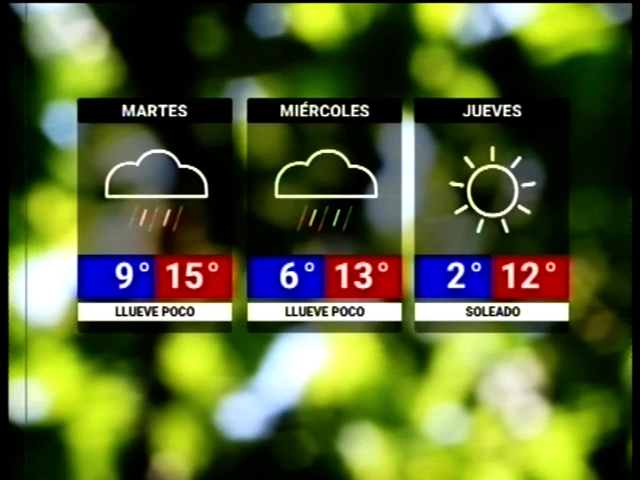 MARTES
9° 15°
LLUEVE POCO
MIÉRCOLES
6° 13°
LLUEVE POCO
JUEVES
2° 12°
SOLEADO